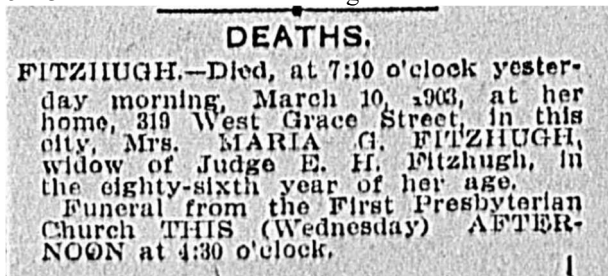 DEATHS.
FITZHUGH.—Died, at 7:10 o'clock yester-
day morning, March 10, 1903, at her
home, 319 West Grace Street, in this
city, Mrs. MARIA G. FITZHUGH,
widow of Judge E. H. Fitzhugh, in
the eighty-sixth year of her age.
Funeral from the First Presbyterian
Church THIS (Wednesday) AFTER-
NOON at 4:30 o'clock.